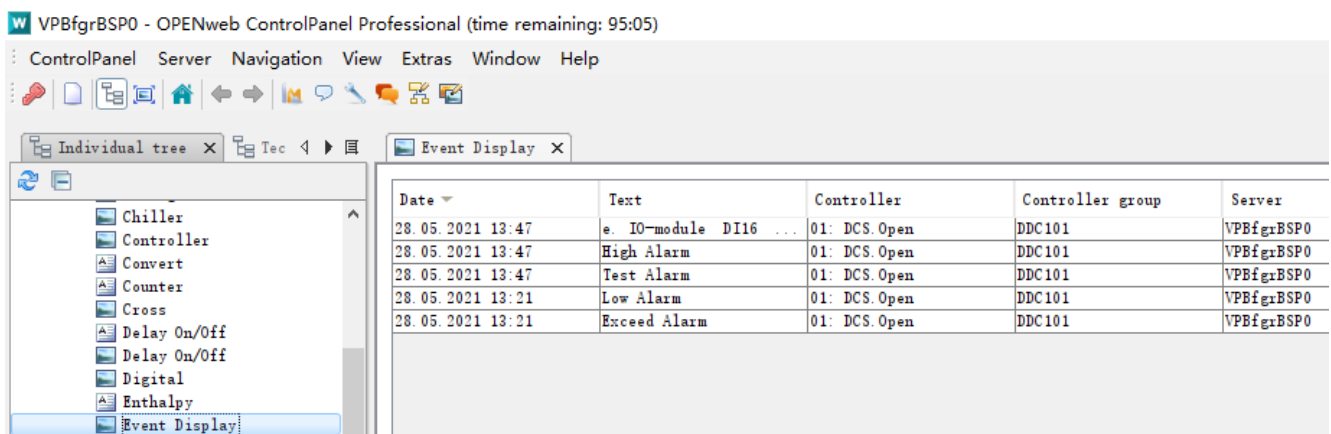 W VPBfgrBSP0 - OPENweb ControlPanel Professional (time remaining: 95:05)
ControlPanel Server Navigation View Extras Window Help
Individual tree X Tec
Event Display X
Chiller
Controller
Convert
Counter
Cross
Delay On/Off
Delay On/Off
Digital
Enthalpy
Event Display
Date Text Controller Controller group Server
28.05.2021 13:47 e. IO-module DI16 ... 01: DCS.Open DDC101 VPBfgrBSP0
28.05.2021 13:47 High Alarm 01: DCS.Open DDC101 VPBfgrBSP0
28.05.2021 13:47 Test Alarm 01: DCS.Open DDC101 VPBfgrBSP0
28.05.2021 13:21 Low Alarm 01: DCS.Open DDC101 VPBfgrBSP0
28.05.2021 13:21 Exceed Alarm 01: DCS.Open DDC101 VPBfgrBSP0